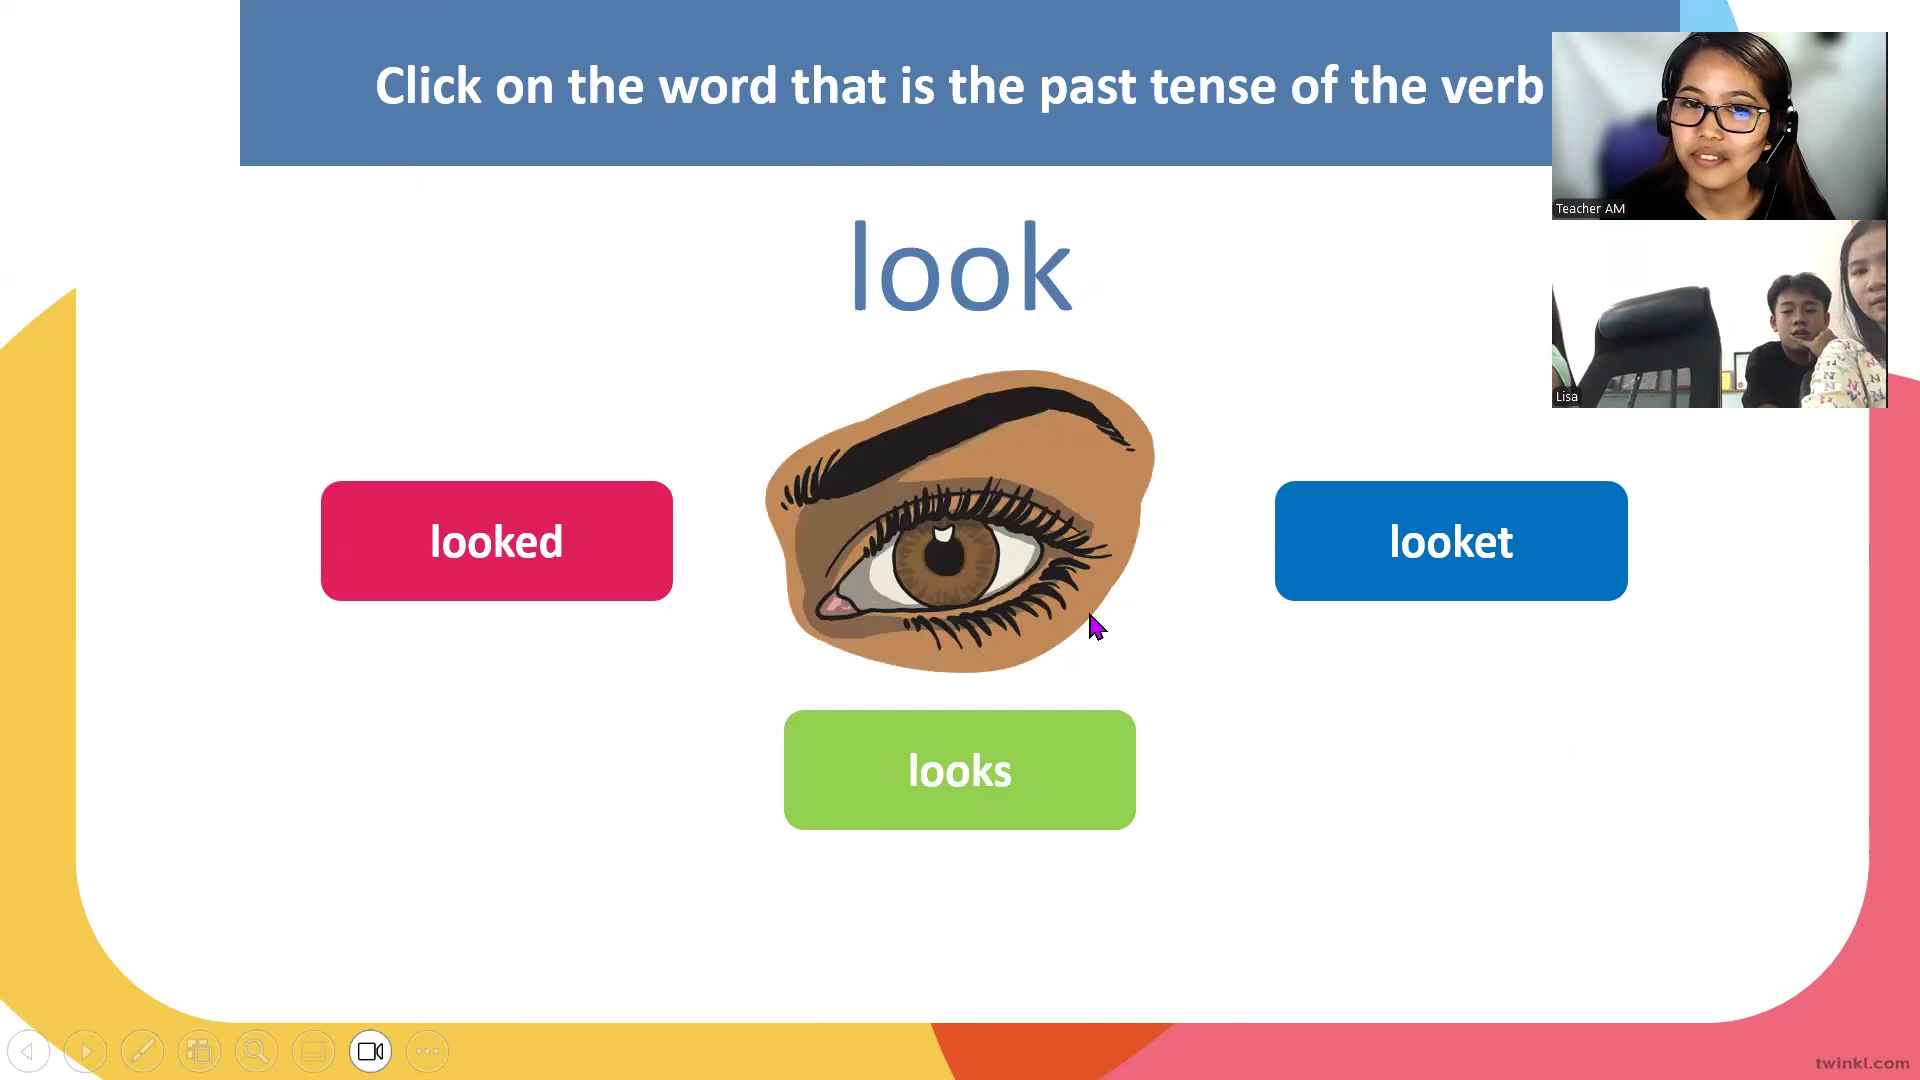 Click on the word that is the past tense of the verb
Teacher AM
look
Lisa
looked
looket
looks
twinkl.com